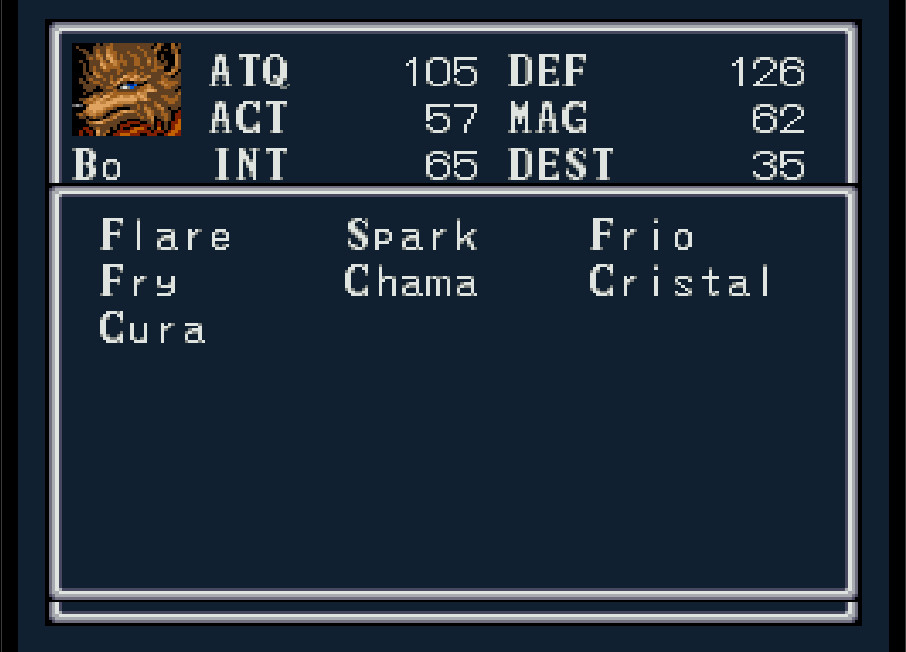 ATQ 105 DEF 126
ACT 57 MAG 62
Bo INT 65 DEST 35
Flare Spark Frio
Fry Chama Cristal
Cura